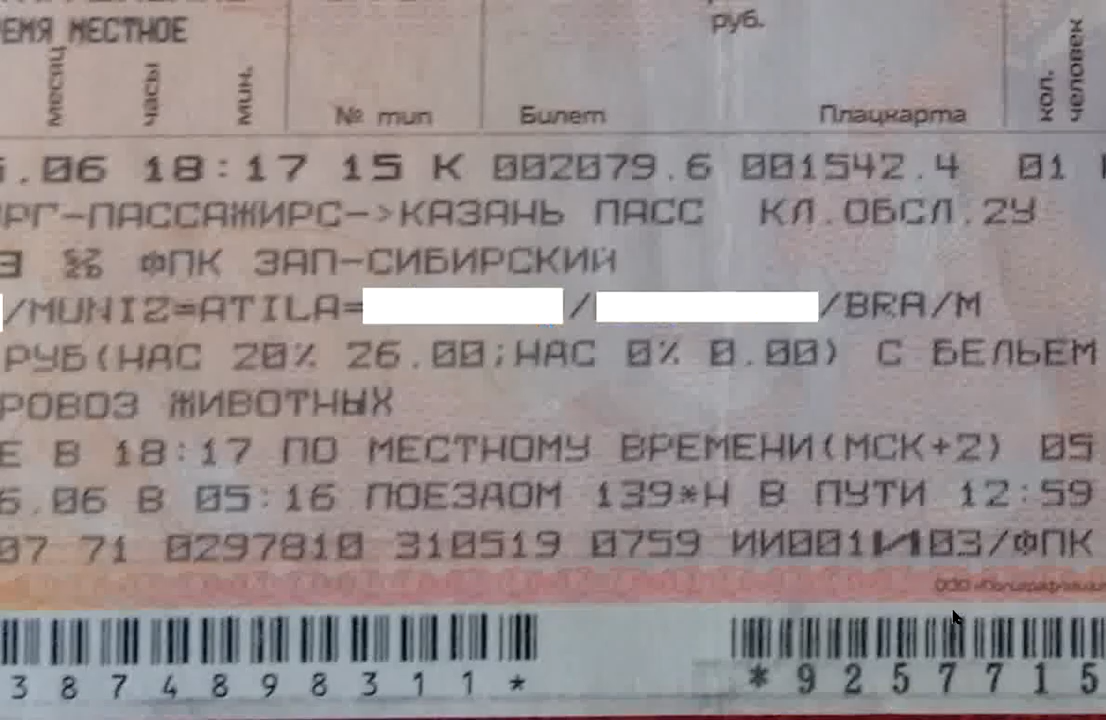 ЕМЯ МЕСТНОЕ
руб.
месяц часы мин. № тип Билет Плацкарта кол. человек
.06 18:17 15 К 002079.6 001542.4 01
РГ-ПАССАЖИРС->КАЗАНЬ ПАСС КЛ.ОБСЛ.2У
ФПК ЗАП-СИБИРСКИЙ
/MUNIZ=ATILA= / /BRA/M
РУБ(НАС 20% 26.00;НАС 0% 0.00) С БЕЛЬЕМ
РОВОЗ ЖИВОТНЫХ
Е В 18:17 ПО МЕСТНОМУ ВРЕМЕНИ(МСК+2) 05
6.06 В 05:16 ПОЕЗДОМ 139*Н В ПУТИ 12:59
07 71 0297810 310519 0759 /ФПК
ООО
3 8 7 4 8 9 8 3 1 1 *
* 9 2 5 7 7 1 5